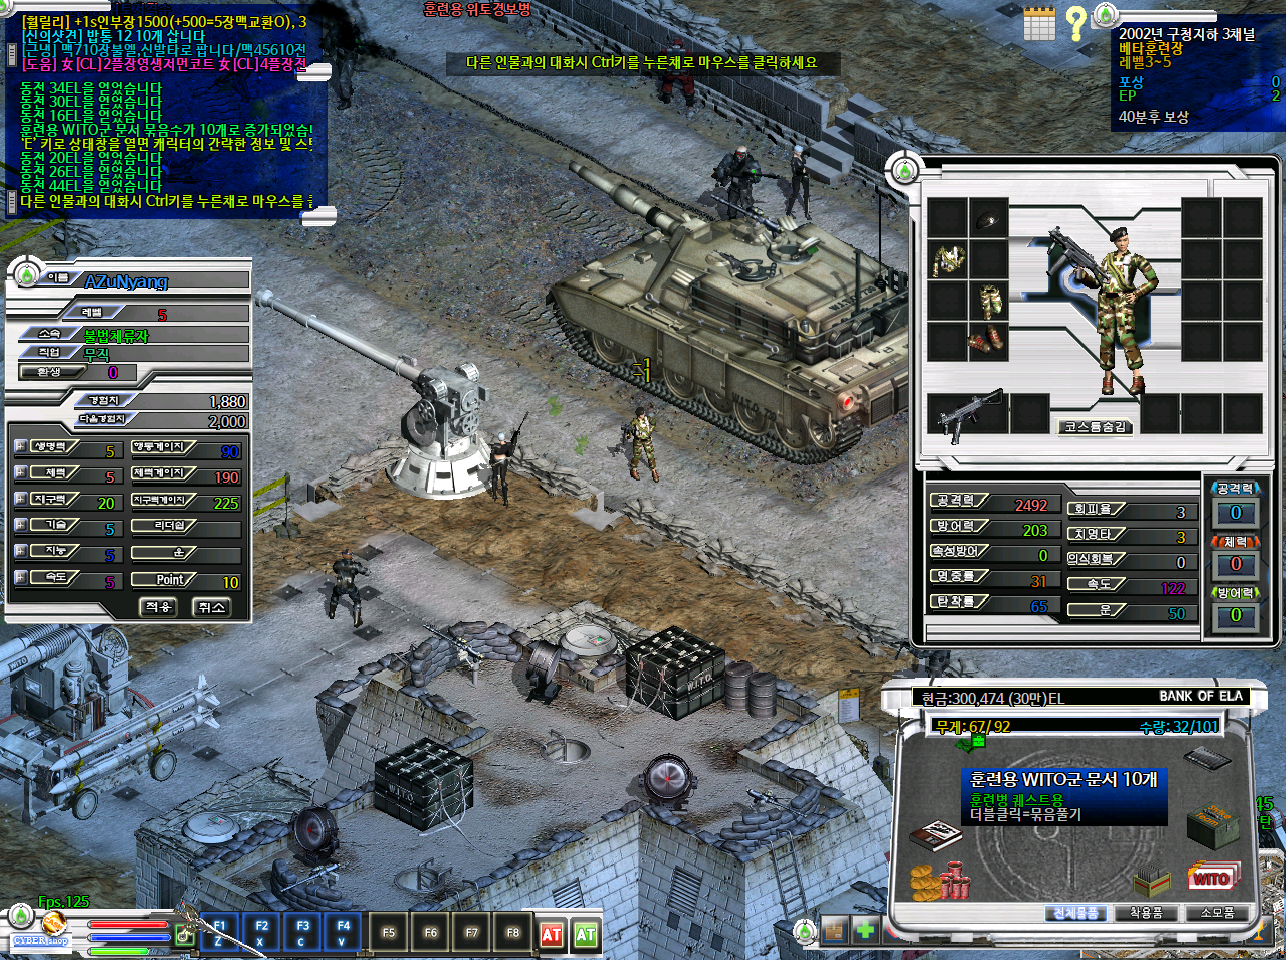 [훨릴리] +1s인부장1500(+500=5장맥교환O), 3
[신의삿건] 밥통 12 10개 삽니다
[근냉] 맥710장불엘,신발타로 팝니다/맥45610전
[도움] 女[CL]2플장영생저먼코트 女[CL]4플장전
동전 34EL을 얻었습니다
동전 30EL을 얻었습니다
동전 16EL을 얻었습니다
훈련용 WITO군 문서 묶음수가 10개로 증가되었습
'E' 키로 상태창을 열면 캐릭터의 간략한 정보 및 스탯
동전 20EL을 얻었습니다
동전 26EL을 얻었습니다
동전 44EL을 얻었습니다
다른 인물과의 대화시 Ctrl키를 누른채로 마우스를 클
훈련용 위토경보병
다른 인물과의 대화시 Ctrl키를 누른채로 마우스를 클릭하세요
2002년 구청지하 3채널
베타훈련장
레벨3~5
포상 0
EP 2
40분후 보상
이름 AZuNyang
레벨 5
소속 불법체류자
직업 무직
환생 0
경험치 1,880
다음경험치 2,000
생명력 5 행동게이지 90
체력 5 체력게이지 190
지구력 20 지구력게이지 225
기술 5 리더쉽
지능 5 운
속도 5 Point 10
적용 취소
-1
-1
코스튬숨김
공격력 2492 회피율 3
방어력 203 치명타 3
속성방어 0 의식회복 0
명중률 31 속도 122
탄착률 65 운 50
공격력
0
체력
0
방어력
0
현금:300,474 (30만)EL BANK OF ELA
무게: 67/ 92 수량: 32/101
훈련용 WITO군 문서 10개
훈련병 퀘스트용
더블클릭=묶음풀기
WITO
전체물품 착용품 소모품
45
탄
W.I.T.O
W.I.T.O
WITO
Fps.125
CYBER shop
F1 F2 F3 F4 F5 F6 F7 F8 AT AT
Z X C V